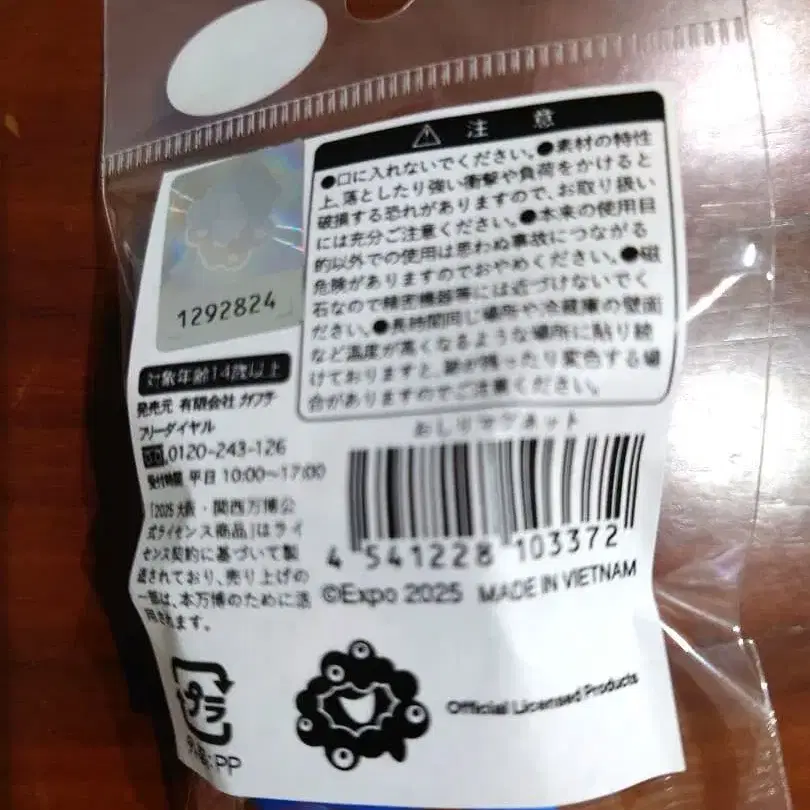 ⚠ 注意
●口に入れないでください。●素材の特性
上、落としたり強い衝撃や負荷をかけると
破損する恐れがありますので、お取り扱い
には充分ご注意ください。●本来の使用目
的以外での使用は思わぬ事故につながる
危険がありますのでおやめください。●磁
石なので精密機器等には近づけないでく
ださい。●長時間同じ場所や冷蔵庫の壁面
など温度が高くなるような場所に貼り続
けておりますと、跡が残ったり変色する場
合がありますのでご注意ください。
1292824
対象年齢14歳以上
発売元 有限会社 カワチ
フリーダイヤル
0120-243-126
受付時間 平日 10:00〜17:00
「2025 大阪・関西万博公
式ライセンス商品」はライ
センス契約に基づいて製
造されており、売り上げの
一部は、本万博のために活
用されます。
おしりマグネット
4 541228 103372
©Expo 2025 MADE IN VIETNAM
プラ
外袋:PP
Official Licensed Products